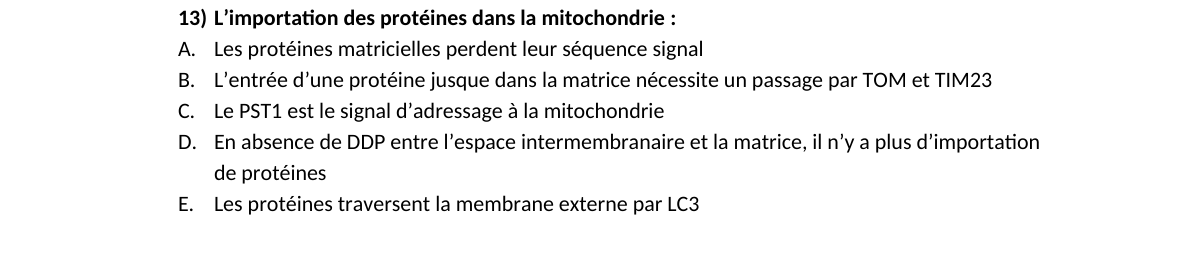 13) L’importation des protéines dans la mitochondrie :
A. Les protéines matricielles perdent leur séquence signal
B. L’entrée d’une protéine jusque dans la matrice nécessite un passage par TOM et TIM23
C. Le PST1 est le signal d’adressage à la mitochondrie
D. En absence de DDP entre l’espace intermembranaire et la matrice, il n’y a plus d’importation
de protéines
E. Les protéines traversent la membrane externe par LC3